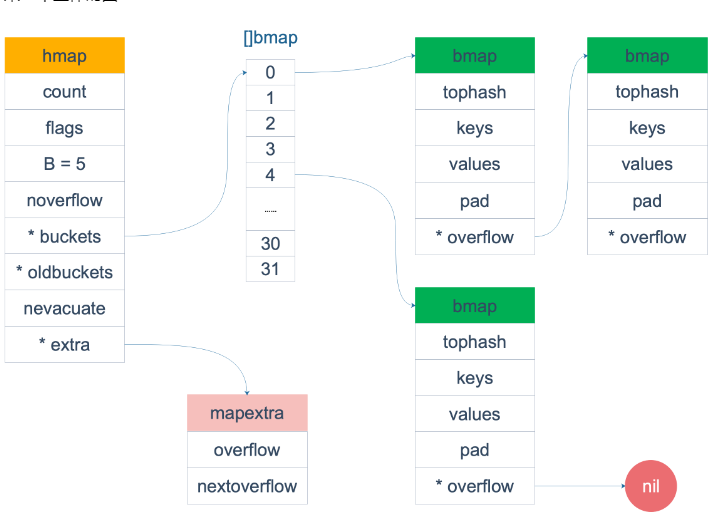 hmap
count
flags
B = 5
noverflow
* buckets
* oldbuckets
nevacuate
* extra
[]bmap
0
1
2
3
4
......
30
31
bmap
tophash
keys
values
pad
* overflow
bmap
tophash
keys
values
pad
* overflow
bmap
tophash
keys
values
pad
* overflow
nil
mapextra
overflow
nextoverflow